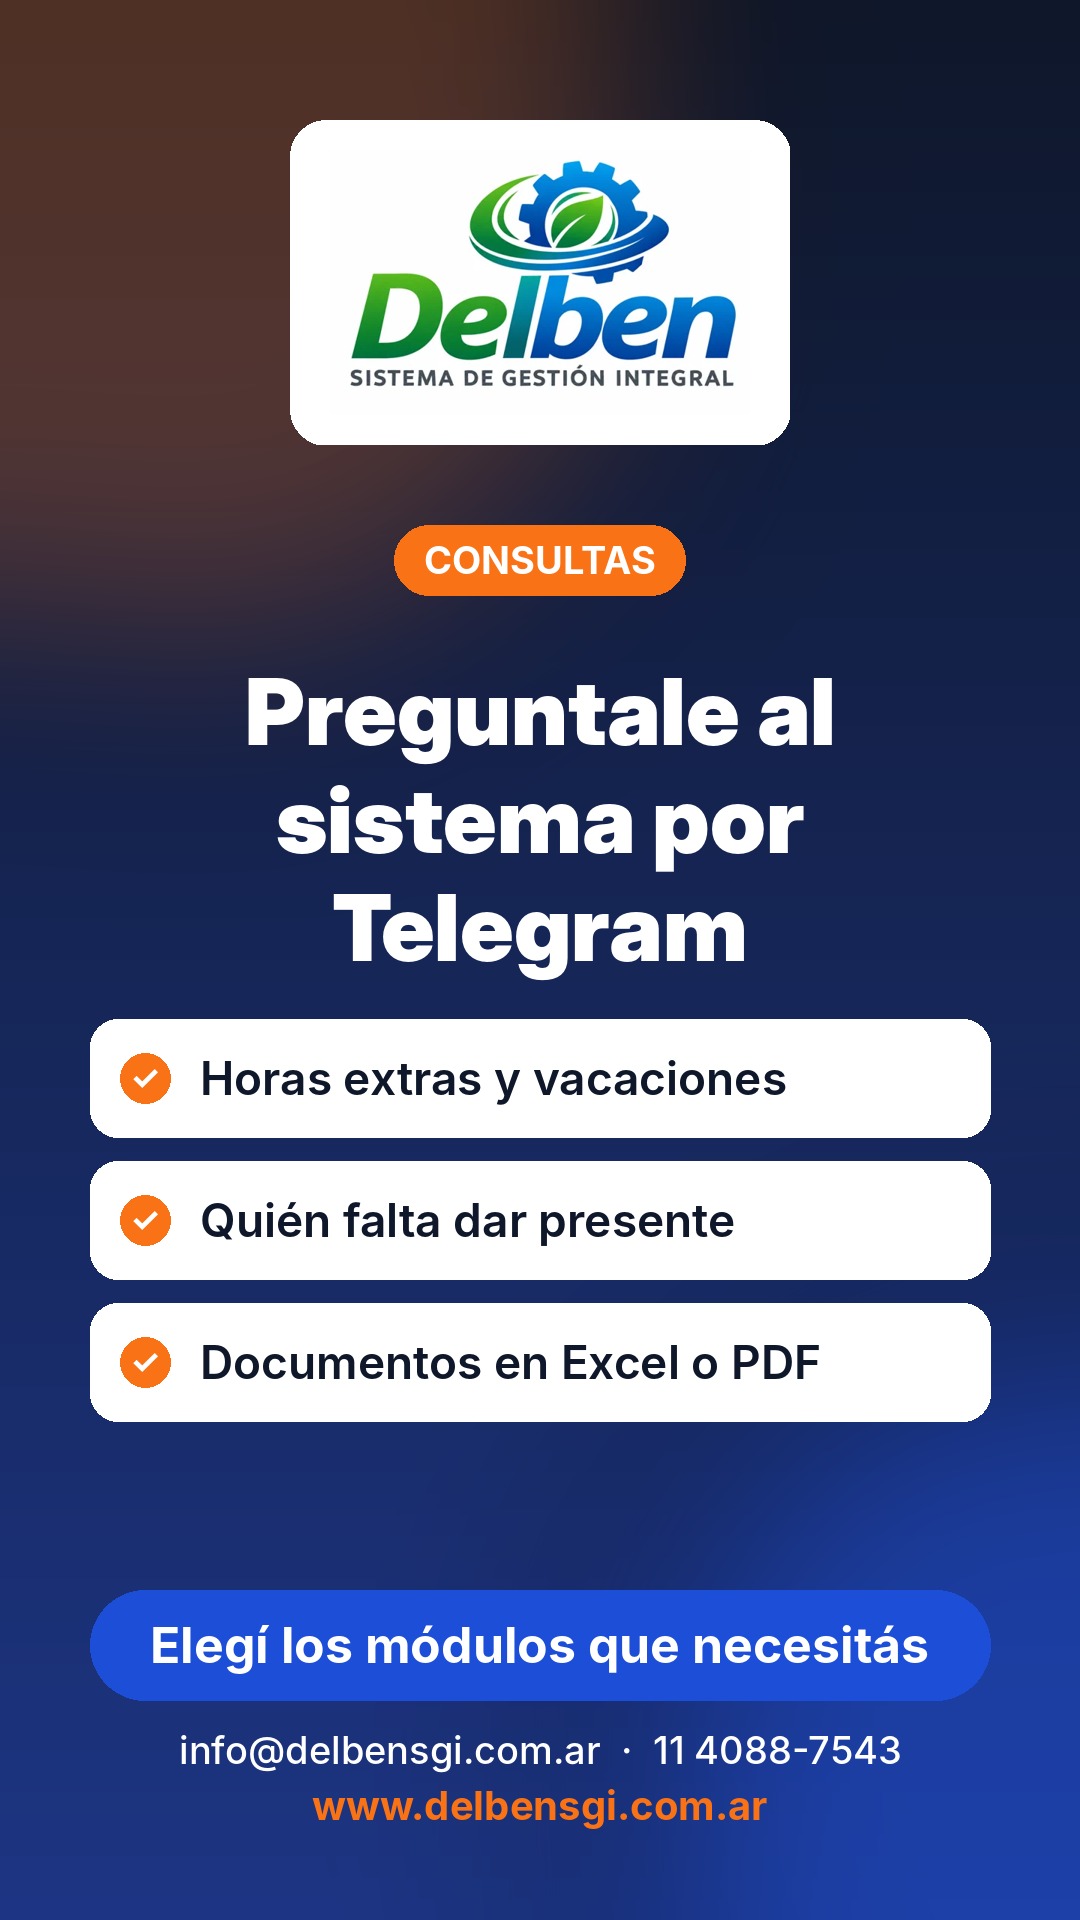 Delben
SISTEMA DE GESTIÓN INTEGRAL
CONSULTAS
Preguntale al
sistema por
Telegram
Horas extras y vacaciones
Quién falta dar presente
Documentos en Excel o PDF
Elegí los módulos que necesitás
info@delbensgi.com.ar · 11 4088-7543
www.delbensgi.com.ar